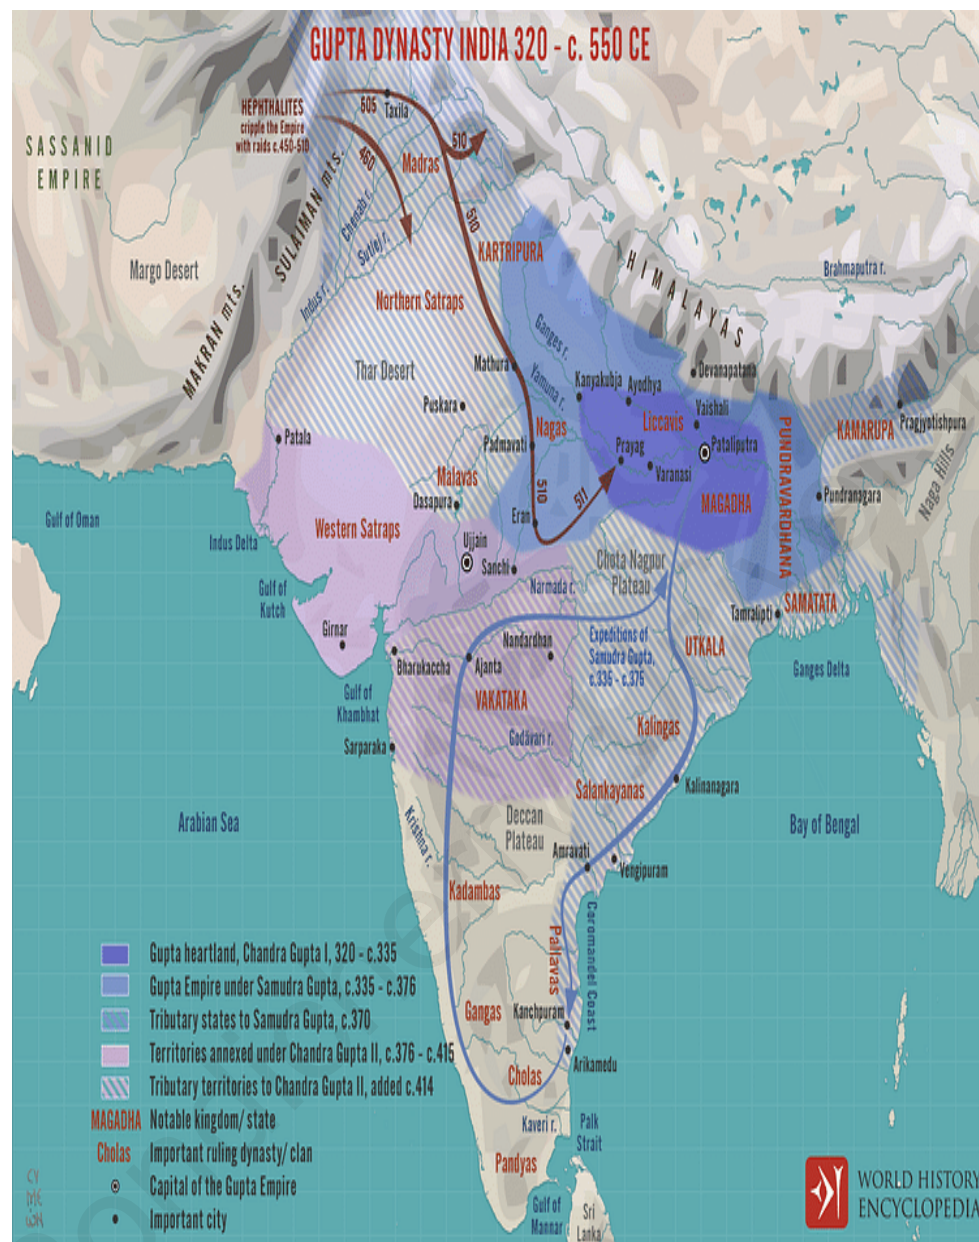 GUPTA DYNASTY INDIA 320 - c. 550 CE
HEPHTHALITES
cripple the Empire
with raids c.450-510
505
Taxila
510
460
Madras
SASSANID
EMPIRE
SULAIMAN mts.
Chenab r.
Sutlej r.
510
KARTRIPURA
HIMALAYAS
Brahmaputra r.
Margo Desert
Indus r.
Northern Satraps
MAKRAN mts.
Ganges r.
Thar Desert
Mathura
Yamuna r.
Kanyakubja
Ayodhya
Devanapatana
Puskara
Nagas
Liccavis
Vaishali
KAMARUPA
Pragjyotishpura
Patala
Padmavati
Prayag
Pataliputra
PUNDRAVARDHANA
Naga Hills
Malavas
Varanasi
Dasapura
510
511
MAGADHA
Pundranagara
Gulf of Oman
Western Satraps
Eran
Indus Delta
Ujjain
Sanchi
Chota Nagpur
Plateau
Gulf of
Kutch
Narmada r.
Tamralipti
SAMATATA
Girnar
Nandardhan
Expeditions of
Samudra Gupta,
c.335 - c.375
UTKALA
Bharukaccha
Ajanta
Ganges Delta
Gulf of
Khambhat
VAKATAKA
Kalingas
Sarparaka
Godavari r.
Salankayanas
Kalinanagara
Arabian Sea
Deccan
Plateau
Bay of Bengal
Krishna r.
Amravati
Vengipuram
Kadambas
Coromandel Coast
Pallavas
Gangas
Kanchpuram
Arikamedu
Cholas
Kaveri r.
Palk
Strait
Pandyas
Gulf of
Mannar
Sri
Lanka
Gupta heartland, Chandra Gupta I, 320 - c.335
Gupta Empire under Samudra Gupta, c.335 - c.376
Tributary states to Samudra Gupta, c.370
Territories annexed under Chandra Gupta II, c.376 - c.415
Tributary territories to Chandra Gupta II, added c.414
MAGADHA Notable kingdom/ state
Cholas Important ruling dynasty/ clan
Capital of the Gupta Empire
Important city
WORLD HISTORY
ENCYCLOPEDIA